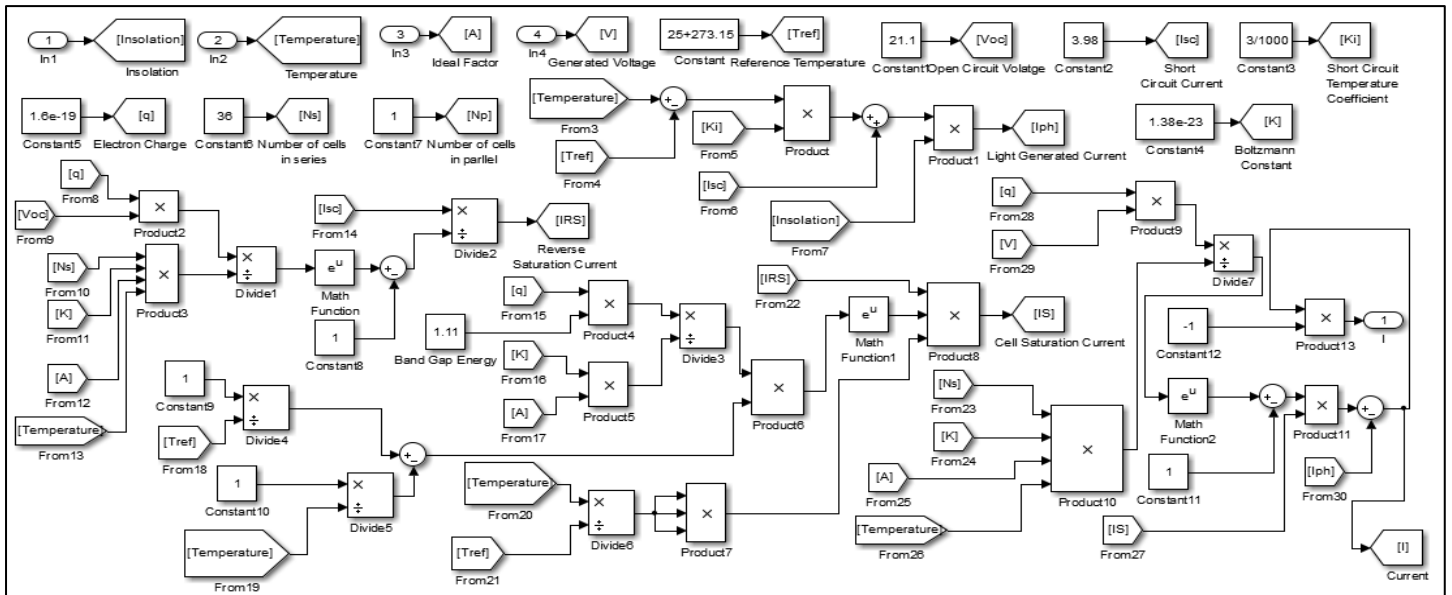 1
In1
[Insolation]
Insolation
2
In2
[Temperature]
Temperature
3
In3
[A]
Ideal Factor
4
In4
[V]
Generated Voltage
25+273.15
Constant
[Tref]
Reference Temperature
21.1
Constant1
[Voc]
Open Circuit Volatge
3.98
Constant2
[Isc]
Short
Circuit Current
3/1000
Constant3
[Ki]
Short Circuit
Temperature
Coefficient
1.6e-19
Constant5
[q]
Electron Charge
36
Constant6
[Ns]
Number of cells
in series
1
Constant7
[Np]
Number of cells
in parllel
[Temperature]
From3
[Tref]
From4
+
-
[Ki]
From5
×
Product
[Isc]
From6
+
+
[Insolation]
From7
×
Product1
[Iph]
Light Generated Current
1.38e-23
Constant4
[K]
Boltzmann
Constant
[q]
From8
[Voc]
From9
×
Product2
[Ns]
From10
[K]
From11
[A]
From12
[Temperature]
From13
×
Product3
×
÷
Divide1
e^u
Math
Function
1
Constant8
+
-
[Isc]
From14
×
÷
Divide2
[IRS]
Reverse
Saturation Current
[q]
From15
1.11
Band Gap Energy
×
Product4
[K]
From16
[A]
From17
×
Product5
×
÷
Divide3
1
Constant9
[Tref]
From18
×
÷
Divide4
1
Constant10
[Temperature]
From19
×
÷
Divide5
+
-
×
Product6
[Temperature]
From20
[Tref]
From21
×
÷
Divide6
×
Product7
e^u
Math
Function1
[IRS]
From22
×
Product8
[IS]
Cell Saturation Current
[q]
From28
[V]
From29
×
Product9
×
÷
Divide7
[Ns]
From23
[K]
From24
[A]
From25
[Temperature]
From26
×
Product10
-1
Constant12
×
Product13
1
I
e^u
Math
Function2
1
Constant11
+
-
[IS]
From27
×
Product11
+
-
[Iph]
From30
[I]
Current